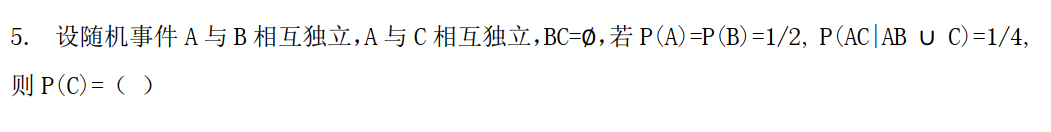 5. 设随机事件 A 与 B 相互独立,A 与 C 相互独立,BC=∅,若 P(A)=P(B)=1/2, P(AC|AB ∪ C)=1/4,
则 P(C)=（ ）